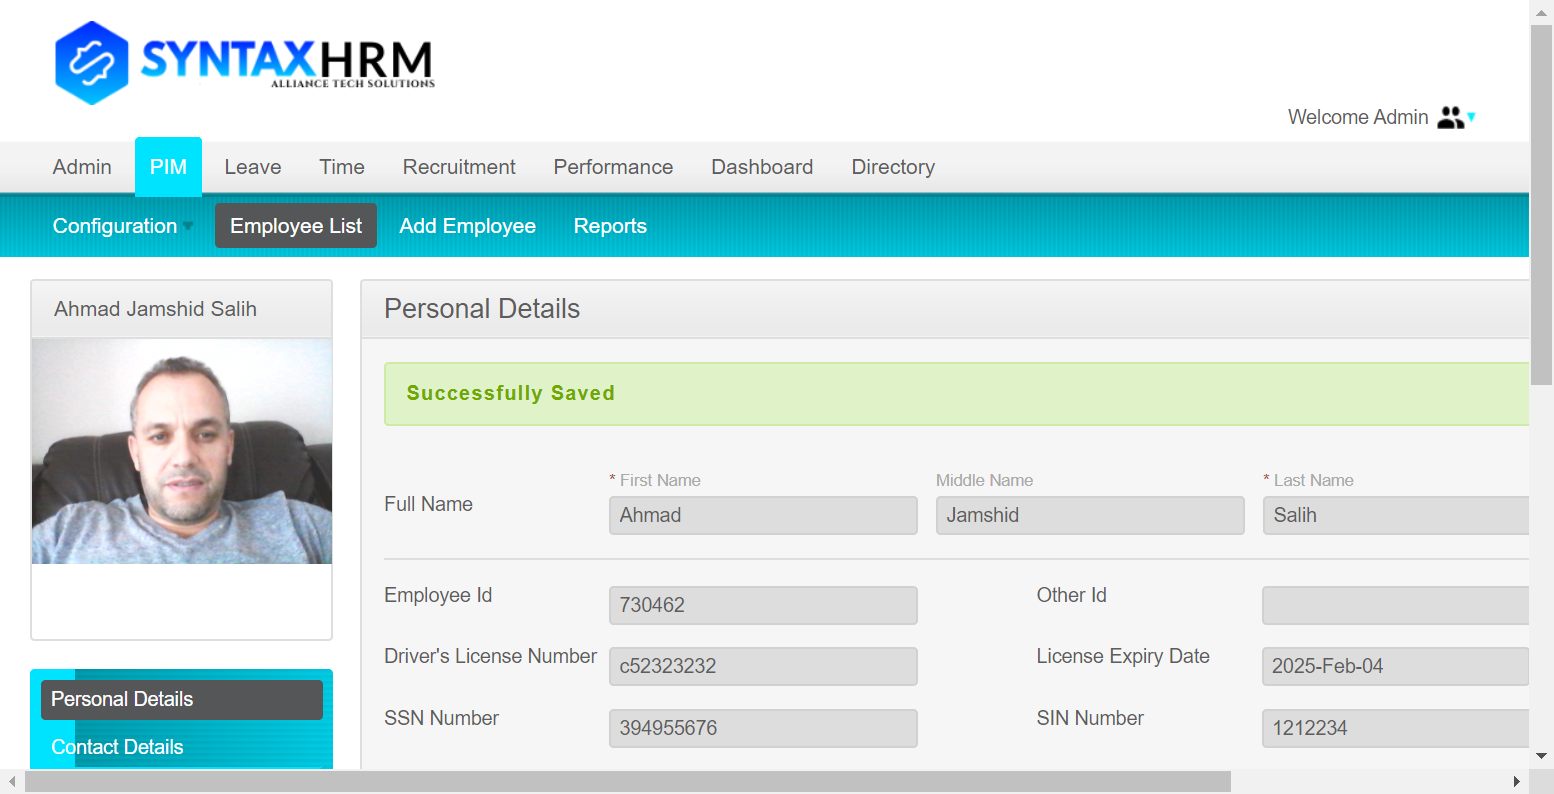 SYNTAXHRM
ALLIANCE TECH SOLUTIONS
Welcome Admin
Admin PIM Leave Time Recruitment Performance Dashboard Directory
Configuration Employee List Add Employee Reports
Ahmad Jamshid Salih
Personal Details
Successfully Saved
* First Name Middle Name * Last Name
Full Name Ahmad Jamshid Salih
Employee Id 730462 Other Id
Driver's License Number c52323232 License Expiry Date 2025-Feb-04
SSN Number 394955676 SIN Number 1212234
Personal Details
Contact Details